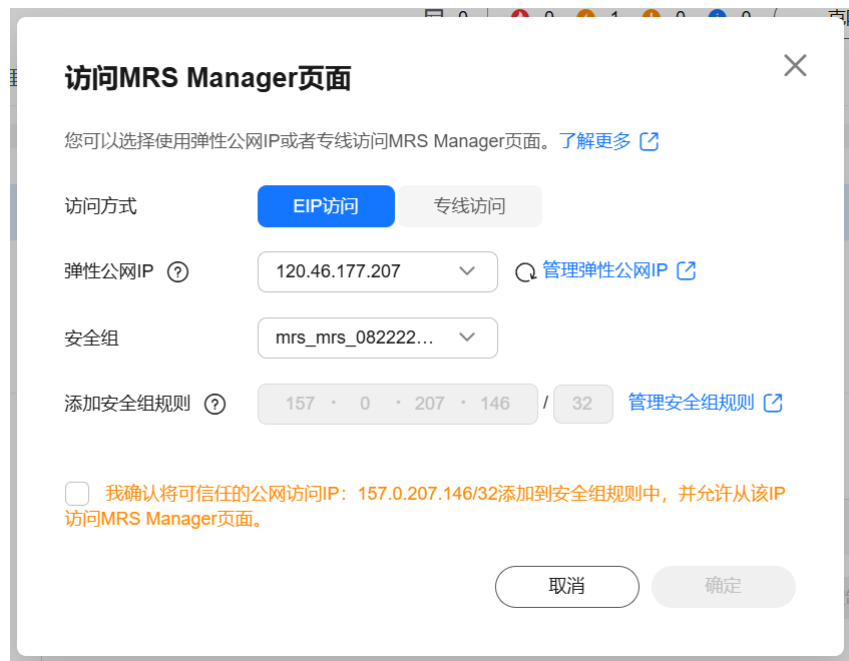 访问MRS Manager页面
您可以选择使用弹性公网IP或者专线访问MRS Manager页面。了解更多
访问方式 EIP访问 专线访问
弹性公网IP 120.46.177.207 管理弹性公网IP
安全组 mrs_mrs_082222...
添加安全组规则 157 · 0 · 207 · 146 / 32 管理安全组规则
我确认将可信任的公网访问IP：157.0.207.146/32添加到安全组规则中，并允许从该IP
访问MRS Manager页面。
取消 确定